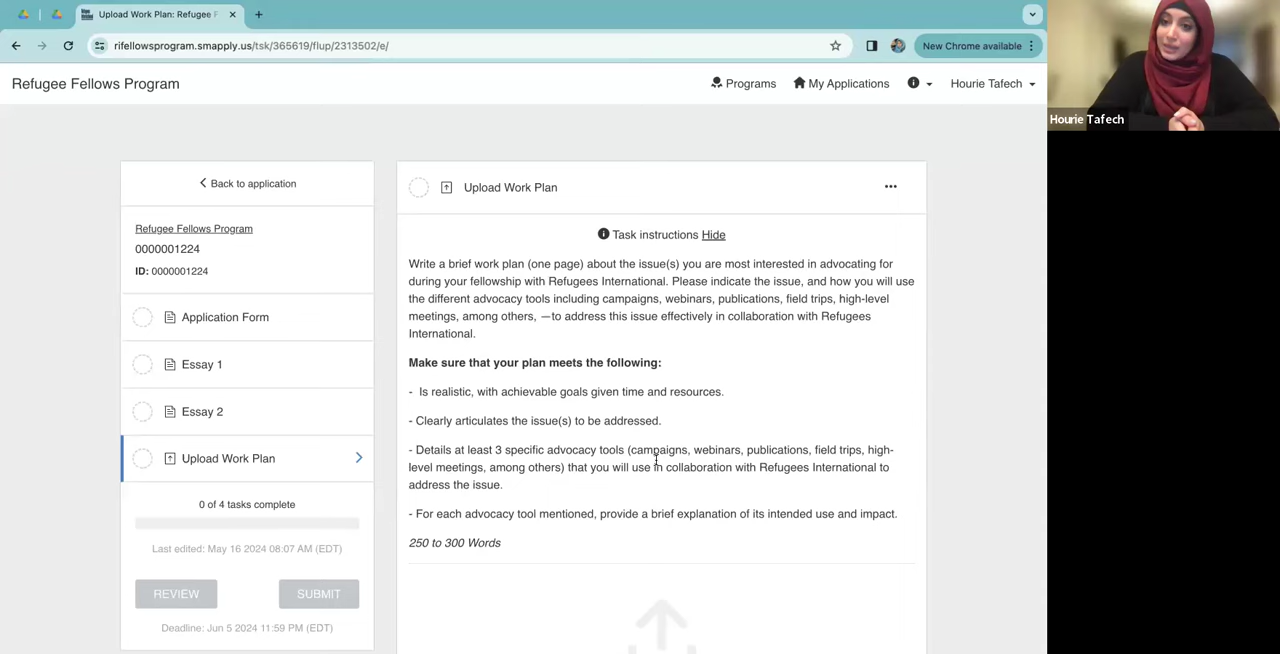 Upload Work Plan: Refugee F
rifellowsprogram.smapply.us/tsk/365619/flup/2313502/e/
New Chrome available
Refugee Fellows Program
Programs
My Applications
Hourie Tafech
Hourie Tafech
Back to application
Refugee Fellows Program
0000001224
ID: 0000001224
Application Form
Essay 1
Essay 2
Upload Work Plan
0 of 4 tasks complete
Last edited: May 16 2024 08:07 AM (EDT)
REVIEW
SUBMIT
Deadline: Jun 5 2024 11:59 PM (EDT)
Upload Work Plan
Task instructions Hide
Write a brief work plan (one page) about the issue(s) you are most interested in advocating for
during your fellowship with Refugees International. Please indicate the issue, and how you will use
the different advocacy tools including campaigns, webinars, publications, field trips, high-level
meetings, among others, —to address this issue effectively in collaboration with Refugees
International.
Make sure that your plan meets the following:
- Is realistic, with achievable goals given time and resources.
- Clearly articulates the issue(s) to be addressed.
- Details at least 3 specific advocacy tools (campaigns, webinars, publications, field trips, high-
level meetings, among others) that you will use in collaboration with Refugees International to
address the issue.
- For each advocacy tool mentioned, provide a brief explanation of its intended use and impact.
250 to 300 Words